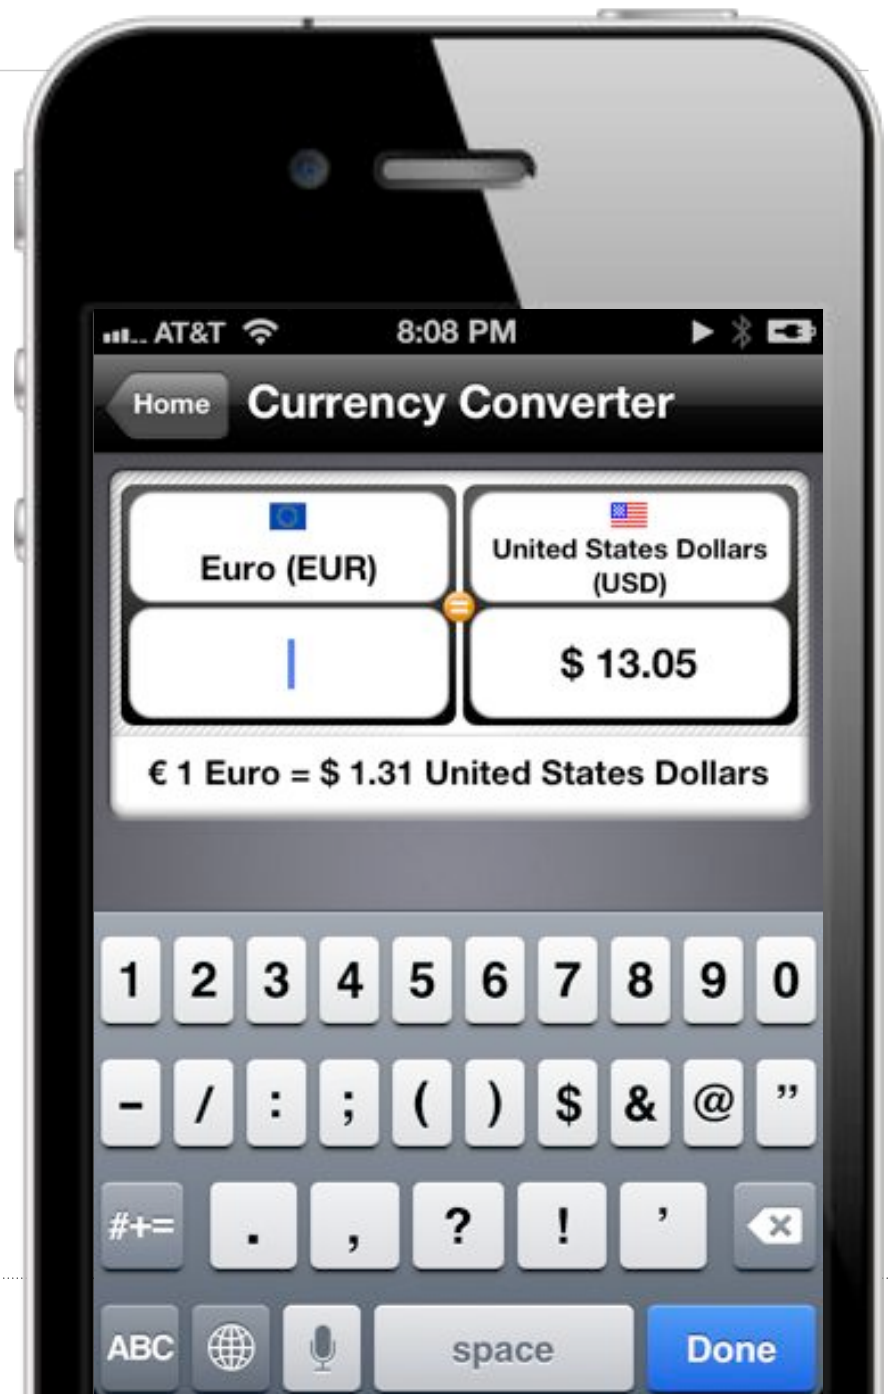 AT&T 8:08 PM
Home Currency Converter
Euro (EUR)
United States Dollars
(USD)
$ 13.05
€ 1 Euro = $ 1.31 United States Dollars
1 2 3 4 5 6 7 8 9 0
- / : ; ( ) $ & @ ”
#+= . , ? ! ’
ABC space Done